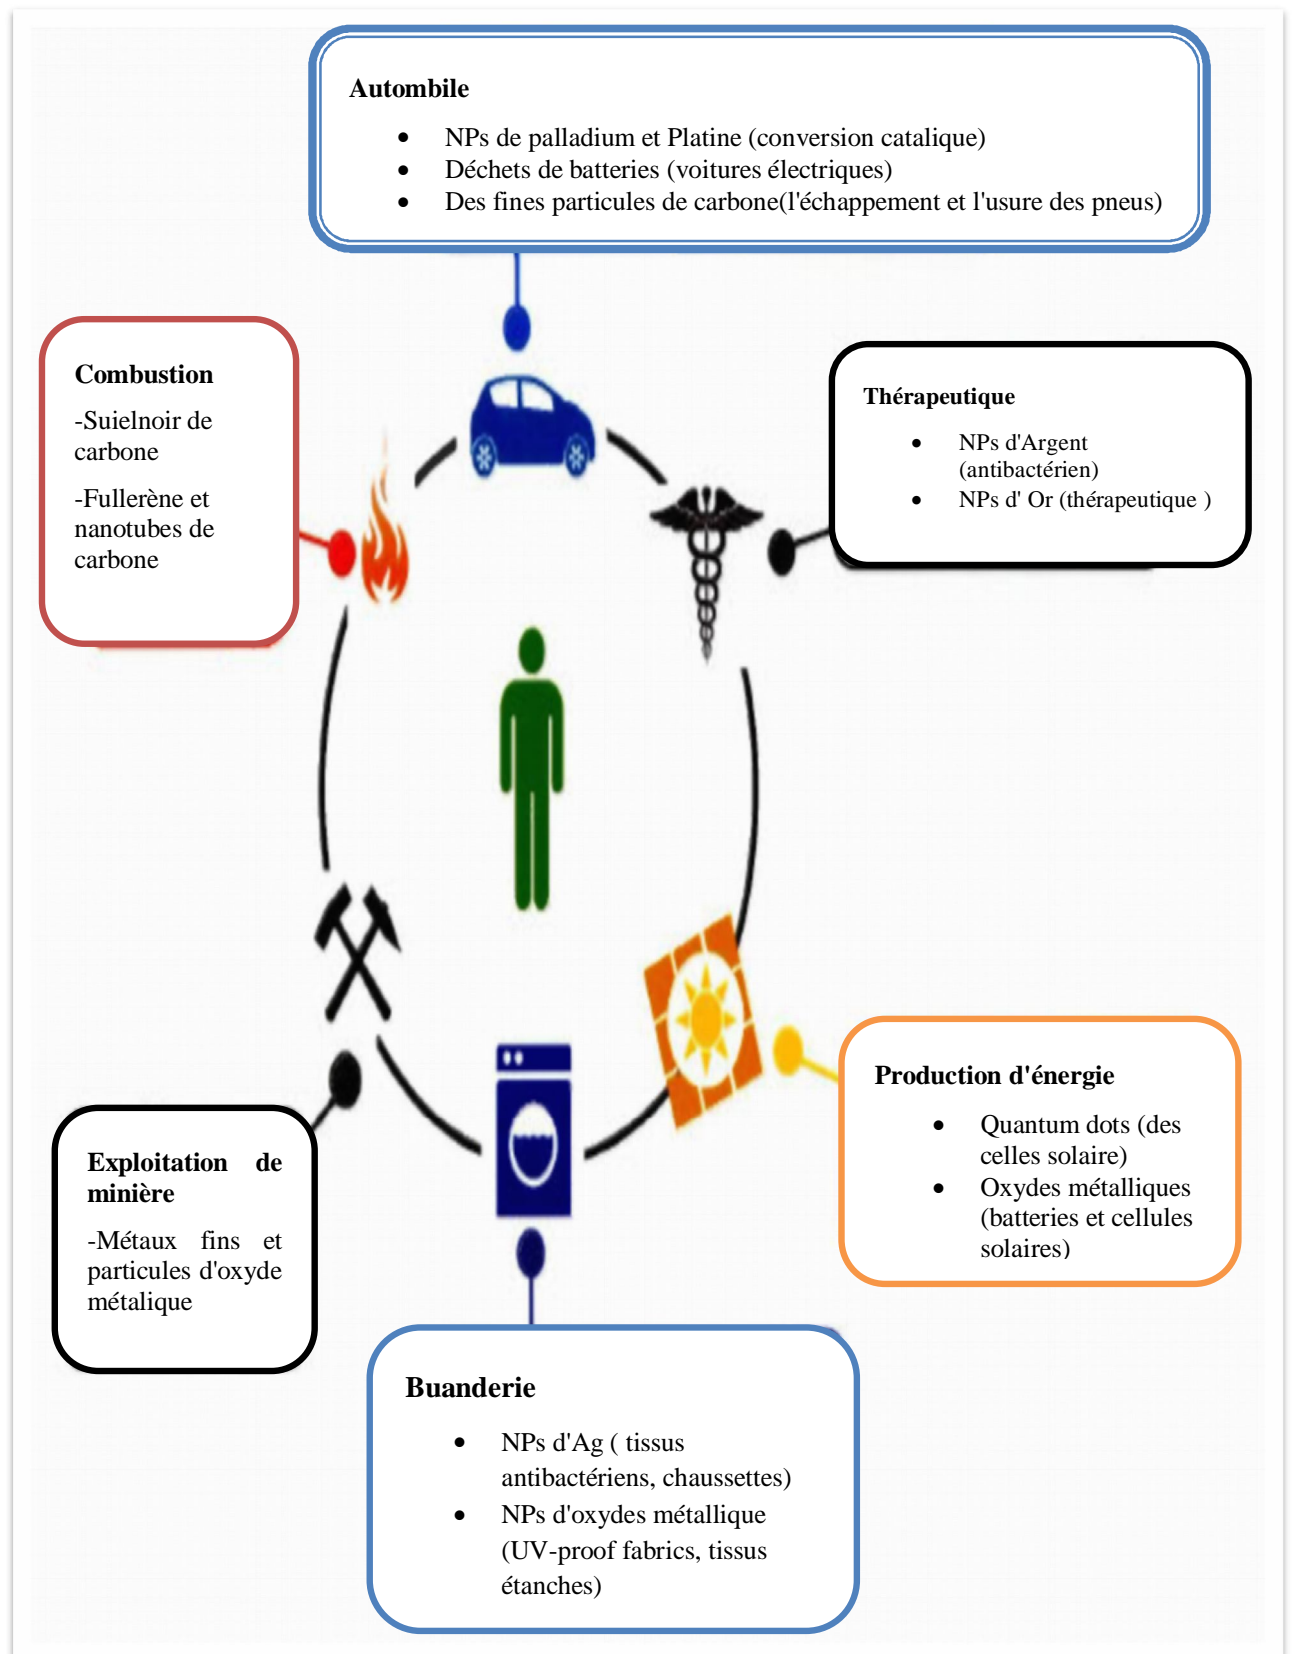 Autombile
• NPs de palladium et Platine (conversion catalique)
• Déchets de batteries (voitures électriques)
• Des fines particules de carbone(l'échappement et l'usure des pneus)
Combustion
-Suielnoir de
carbone
-Fullerène et
nanotubes de
carbone
Thérapeutique
• NPs d'Argent
(antibactérien)
• NPs d' Or (thérapeutique )
Production d'énergie
• Quantum dots (des
celles solaire)
• Oxydes métalliques
(batteries et cellules
solaires)
Exploitation de
minière
-Métaux fins et
particules d'oxyde
métalique
Buanderie
• NPs d'Ag ( tissus
antibactériens, chaussettes)
• NPs d'oxydes métallique
(UV-proof fabrics, tissus
étanches)